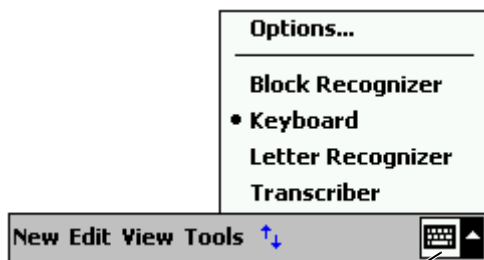 Options...
Block Recognizer
Keyboard
Letter Recognizer
Transcriber
New Edit View Tools